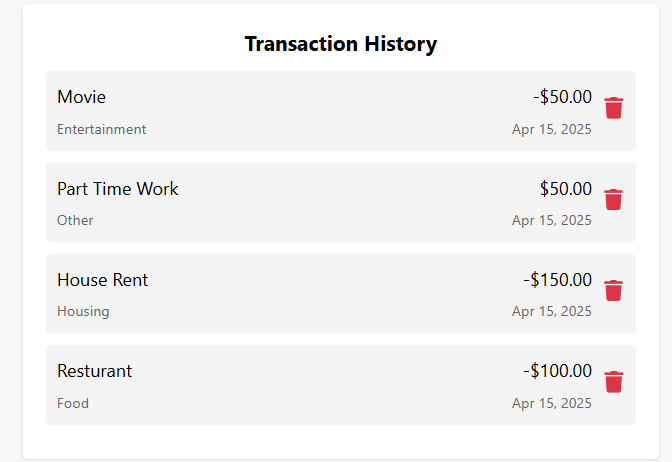 Transaction History
Movie -$50.00
Entertainment Apr 15, 2025
Part Time Work $50.00
Other Apr 15, 2025
House Rent -$150.00
Housing Apr 15, 2025
Resturant -$100.00
Food Apr 15, 2025